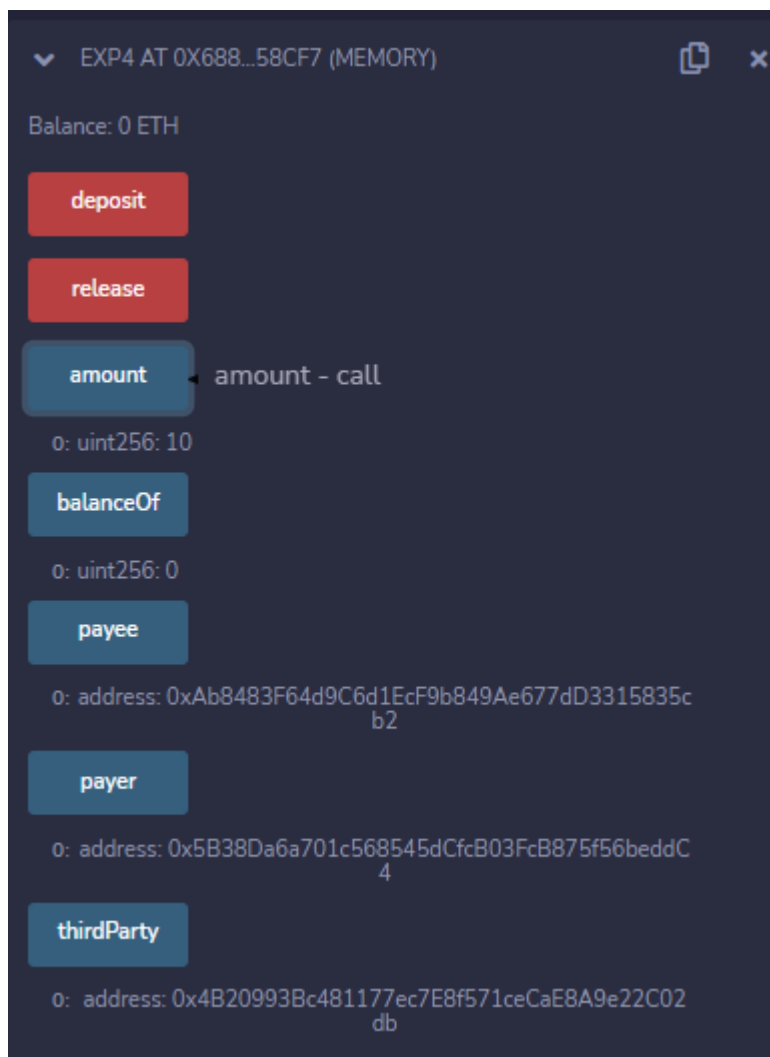 EXP4 AT 0X688...58CF7 (MEMORY)
Balance: 0 ETH
deposit
release
amount
amount - call
0: uint256: 10
balanceOf
0: uint256: 0
payee
0: address: 0xAb8483F64d9C6d1EcF9b849Ae677dD3315835c
b2
payer
0: address: 0x5B38Da6a701c568545dCfcB03FcB875f56beddC
4
thirdParty
0: address: 0x4B20993Bc481177ec7E8f571ceCaE8A9e22C02
db